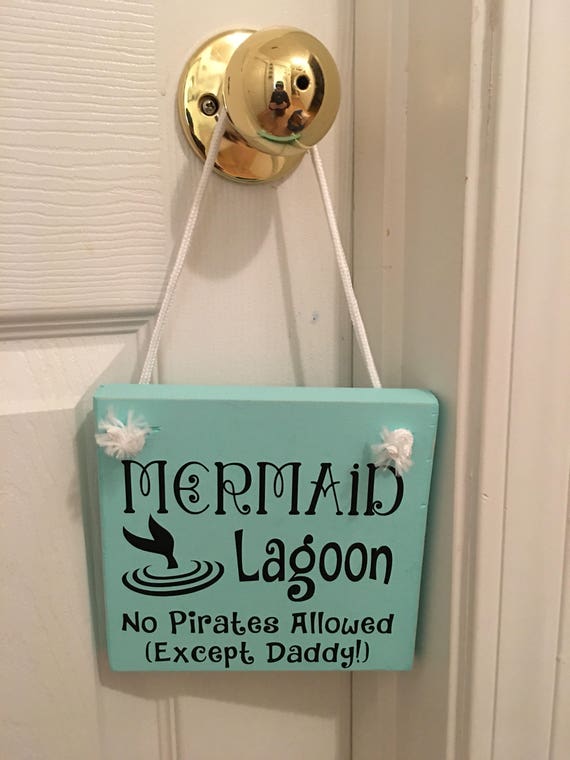 MERMAiD
Lagoon
No Pirates Allowed
(Except Daddy!)